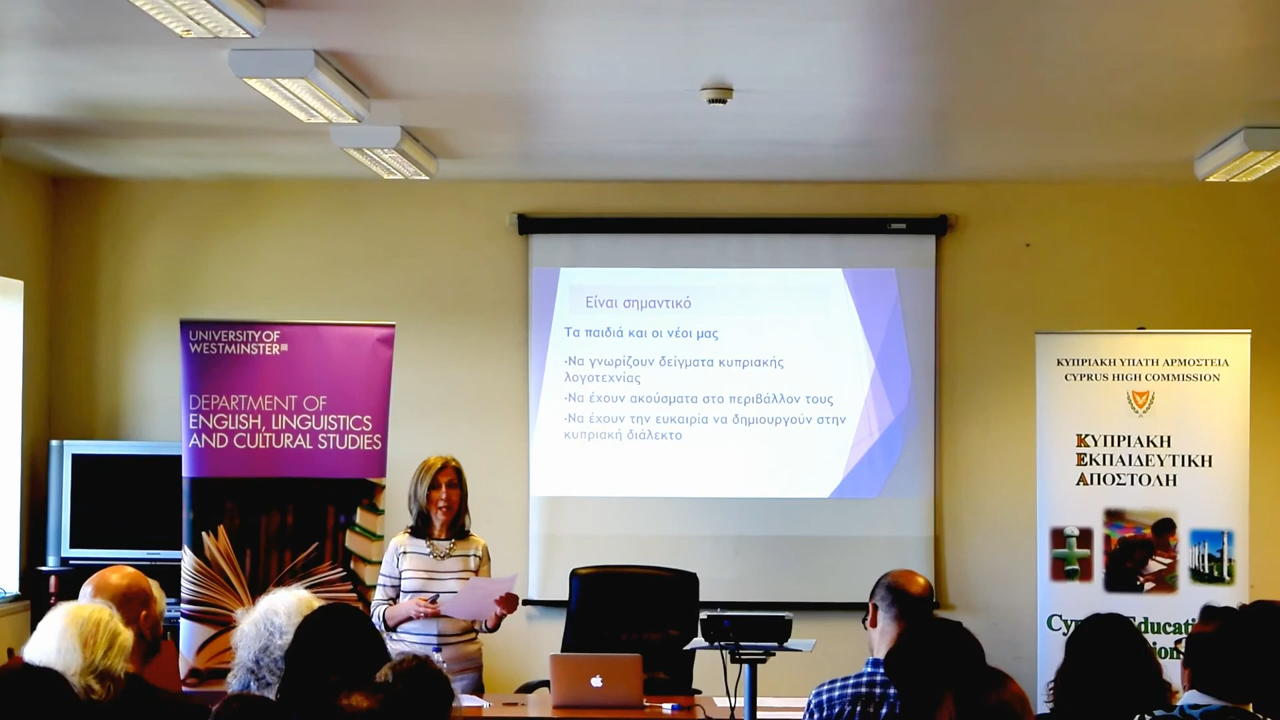 UNIVERSITY OF
WESTMINSTER
DEPARTMENT OF
ENGLISH, LINGUISTICS
AND CULTURAL STUDIES
Είναι σημαντικό
Τα παιδιά και οι νέοι μας
•Να γνωρίζουν δείγματα κυπριακής
λογοτεχνίας
•Να έχουν ακούσματα στο περιβάλλον τους
•Να έχουν την ευκαιρία να δημιουργούν στην
κυπριακή διάλεκτο
ΚΥΠΡΙΑΚΗ ΥΠΑΤΗ ΑΡΜΟΣΤΕΙΑ
CYPRUS HIGH COMMISSION
ΚΥΠΡΙΑΚΗ
ΕΚΠΑΙΔΕΥΤΙΚΗ
ΑΠΟΣΤΟΛΗ